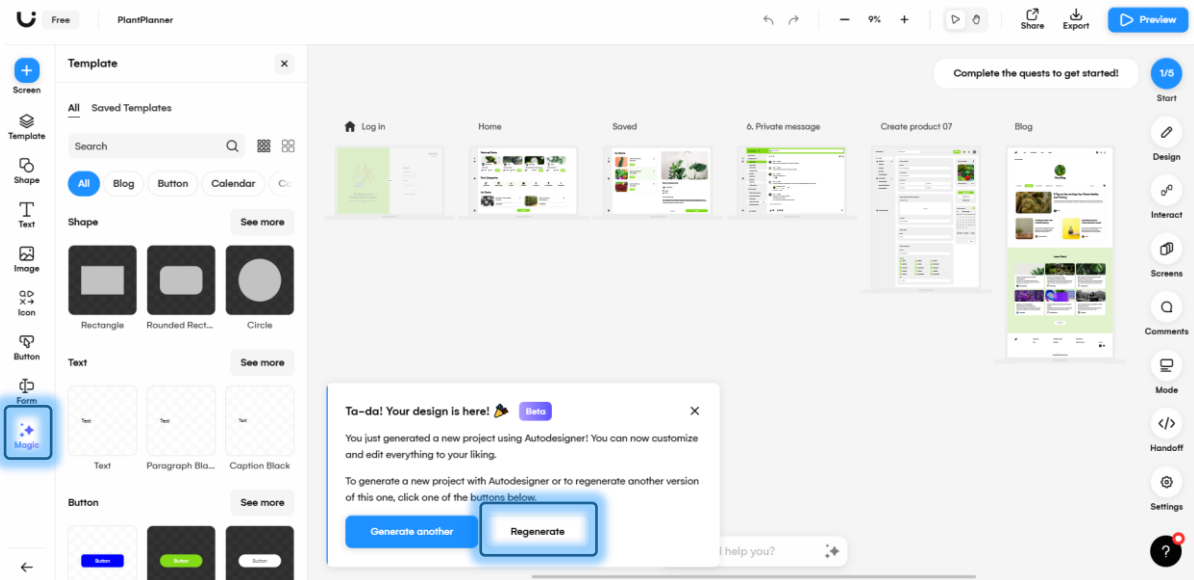 Free
PlantPlanner
9%
Share
Export
Preview
Screen
Template
Shape
Text
Image
Icon
Button
Form
Magic
Template
All Saved Templates
Search
All Blog Button Calendar
Shape See more
Rectangle Rounded Rect... Circle
Text See more
Text Text Text
Text Paragraph Bla... Caption Black
Button See more
Button Button Button
Complete the quests to get started!
Log in Home Saved 6. Private message Create product 07 Blog
Ta-da! Your design is here! Beta
You just generated a new project using Autodesigner! You can now customize
and edit everything to your liking.
To generate a new project with Autodesigner or to regenerate another version
of this one, click one of the buttons below.
Generate another Regenerate
help you?
1/5
Start
Design
Interact
Screens
Comments
Mode
Handoff
Settings
?